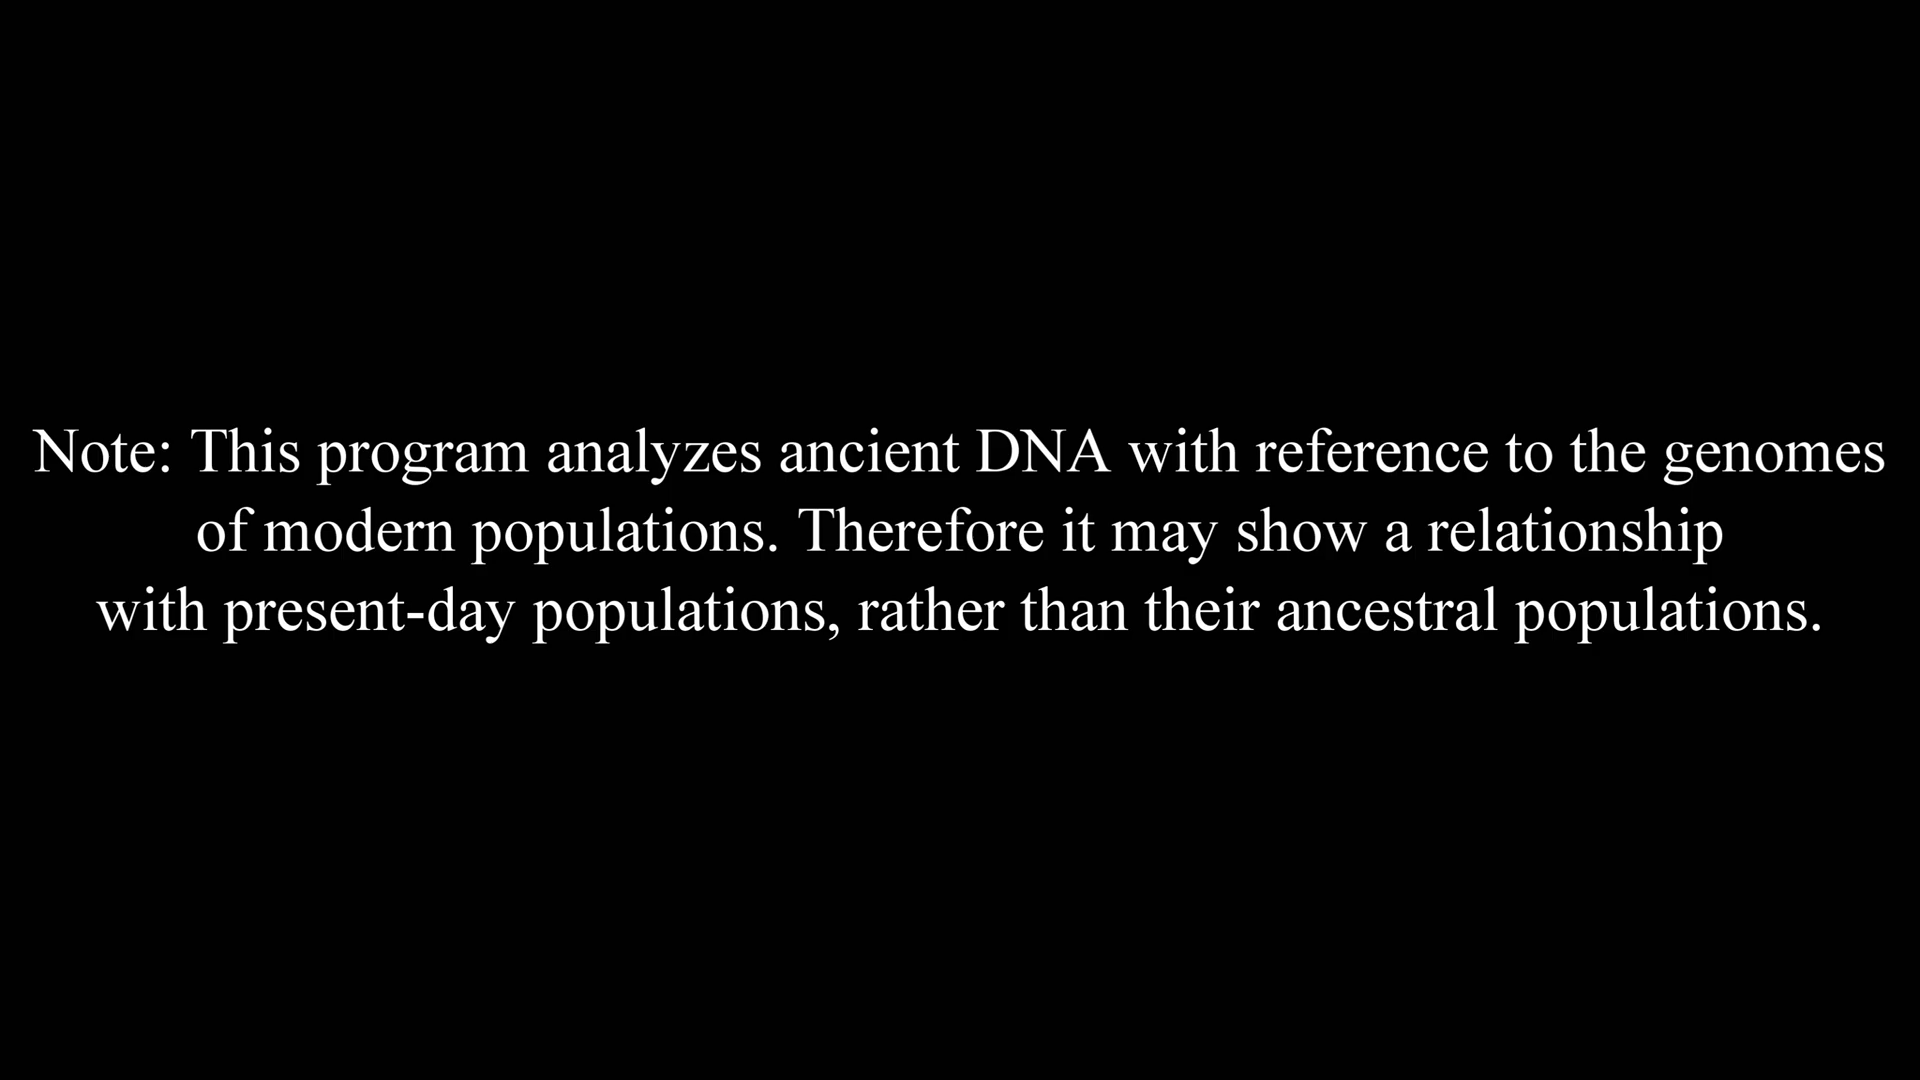 Note: This program analyzes ancient DNA with reference to the genomes
of modern populations. Therefore it may show a relationship
with present-day populations, rather than their ancestral populations.